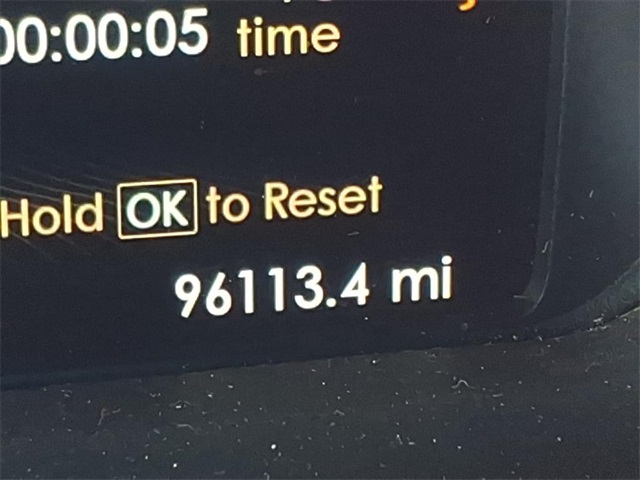 00:00:05 time
Hold OK to Reset
96113.4 mi